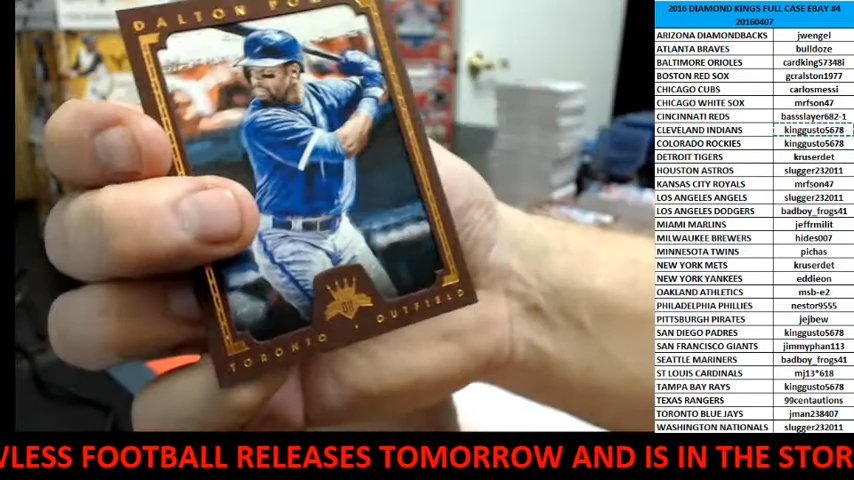 DALTON PO
TORONTO • OUTFIELD
DK
2016 DIAMOND KINGS FULL CASE EBAY #4
20160407
ARIZONA DIAMONDBACKS jwengel
ATLANTA BRAVES bulldoze
BALTIMORE ORIOLES cardking57348i
BOSTON RED SOX gcralston1977
CHICAGO CUBS carlosmessi
CHICAGO WHITE SOX mrfson47
CINCINNATI REDS bassslayer682-1
CLEVELAND INDIANS kinggusto5678
COLORADO ROCKIES kinggusto5678
DETROIT TIGERS kruserdet
HOUSTON ASTROS slugger232011
KANSAS CITY ROYALS mrfson47
LOS ANGELES ANGELS slugger232011
LOS ANGELES DODGERS badboy_frogs41
MIAMI MARLINS jeffrmilit
MILWAUKEE BREWERS hides007
MINNESOTA TWINS pichas
NEW YORK METS kruserdet
NEW YORK YANKEES eddieon
OAKLAND ATHLETICS msb-e2
PHILADELPHIA PHILLIES nestor9555
PITTSBURGH PIRATES jejbew
SAN DIEGO PADRES kinggusto5678
SAN FRANCISCO GIANTS jimmyphan113
SEATTLE MARINERS badboy_frogs41
ST LOUIS CARDINALS mj13*618
TAMPA BAY RAYS kinggusto5678
TEXAS RANGERS 99centautions
TORONTO BLUE JAYS jman238407
WASHINGTON NATIONALS slugger232011
WLESS FOOTBALL RELEASES TOMORROW AND IS IN THE STOR